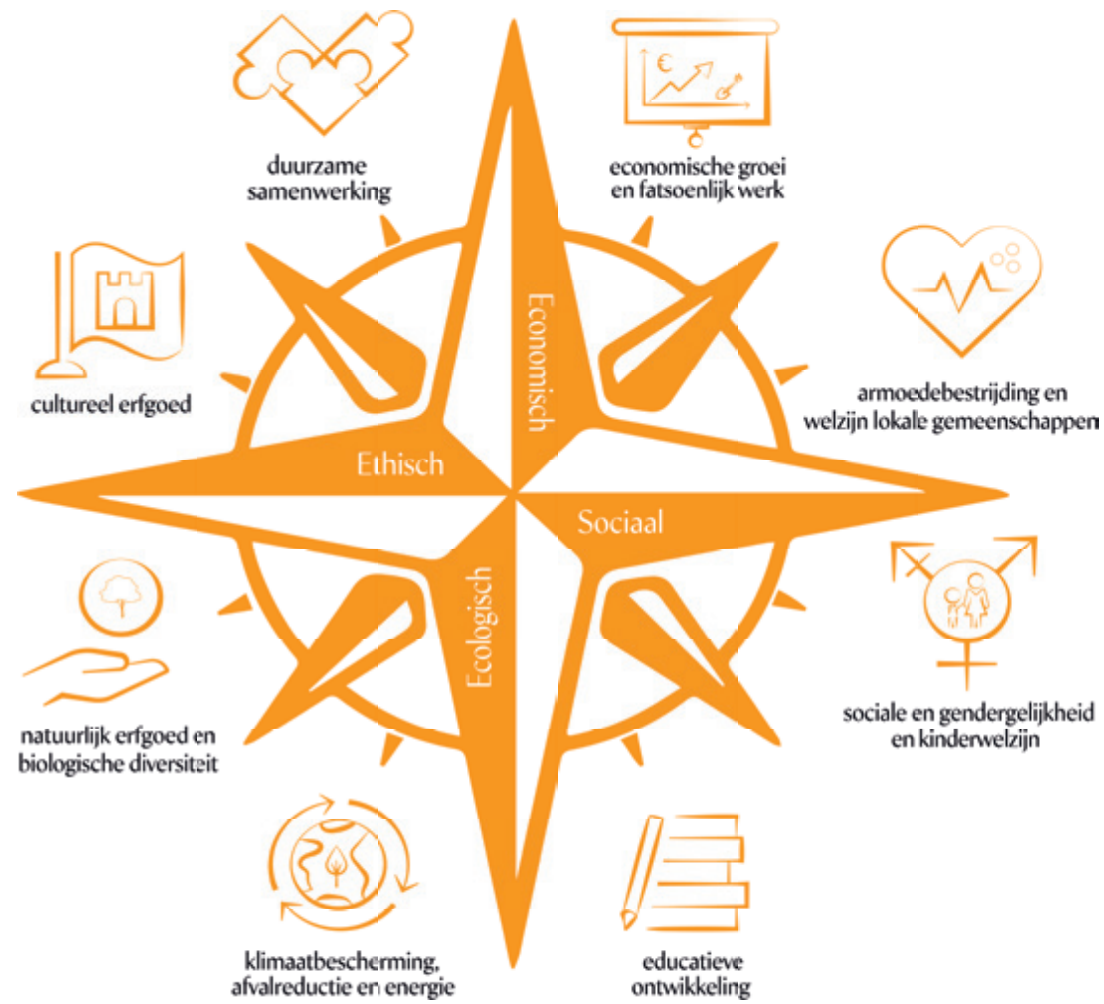 duurzame
samenwerking
€
economische groei
en fatsoenlijk werk
cultureel erfgoed
armoedebestrijding en
welzijn lokale gemeenschappen
Economisch
Ethisch
Sociaal
Ecologisch
natuurlijk erfgoed en
biologische diversiteit
sociale en gendergelijkheid
en kinderwelzijn
klimaatbescherming,
afvalreductie en energie
educatieve
ontwikkeling